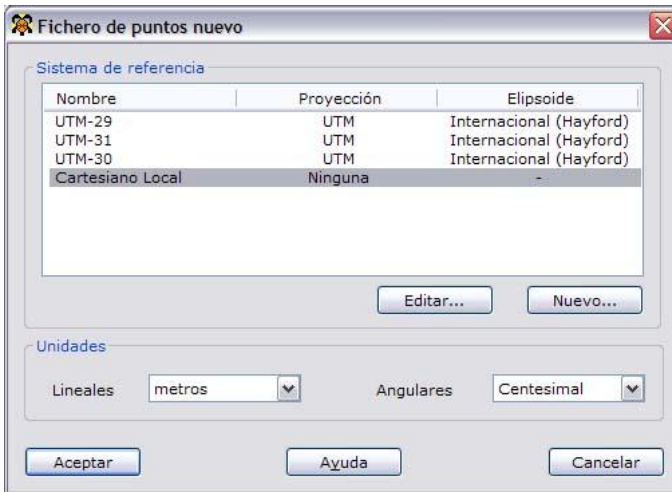 Fichero de puntos nuevo
Sistema de referencia
Nombre Proyección Elipsoide
UTM-29 UTM Internacional (Hayford)
UTM-31 UTM Internacional (Hayford)
UTM-30 UTM Internacional (Hayford)
Cartesiano Local Ninguna -
Editar... Nuevo...
Unidades
Lineales metros Angulares Centesimal
Aceptar Ayuda Cancelar